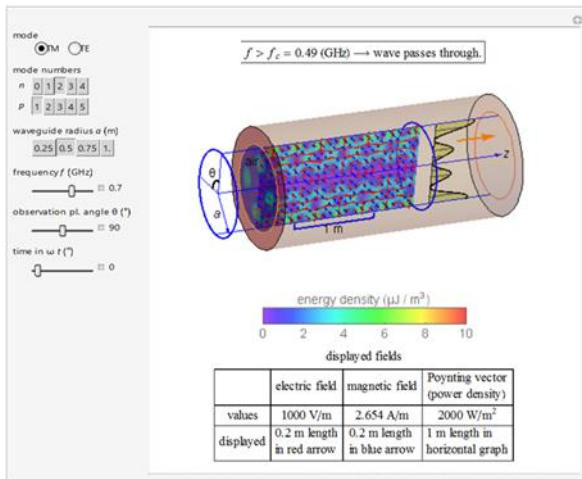 mode
TM TE
mode numbers
n 0 1 2 3 4
p 1 2 3 4 5
waveguide radius a (m)
0.25 0.5 0.75 1.
frequency f (GHz)
0.7
observation pl. angle θ (°)
90
time in ω t (°)
0
f > f_c = 0.49 (GHz) ⟶ wave passes through.
air
θ
a
z
1 m
energy density (μJ / m³)
0 2 4 6 8 10
displayed fields
electric field magnetic field Poynting vector (power density)
values 1000 V/m 2.654 A/m 2000 W/m²
displayed 0.2 m length in red arrow 0.2 m length in blue arrow 1 m length in horizontal graph